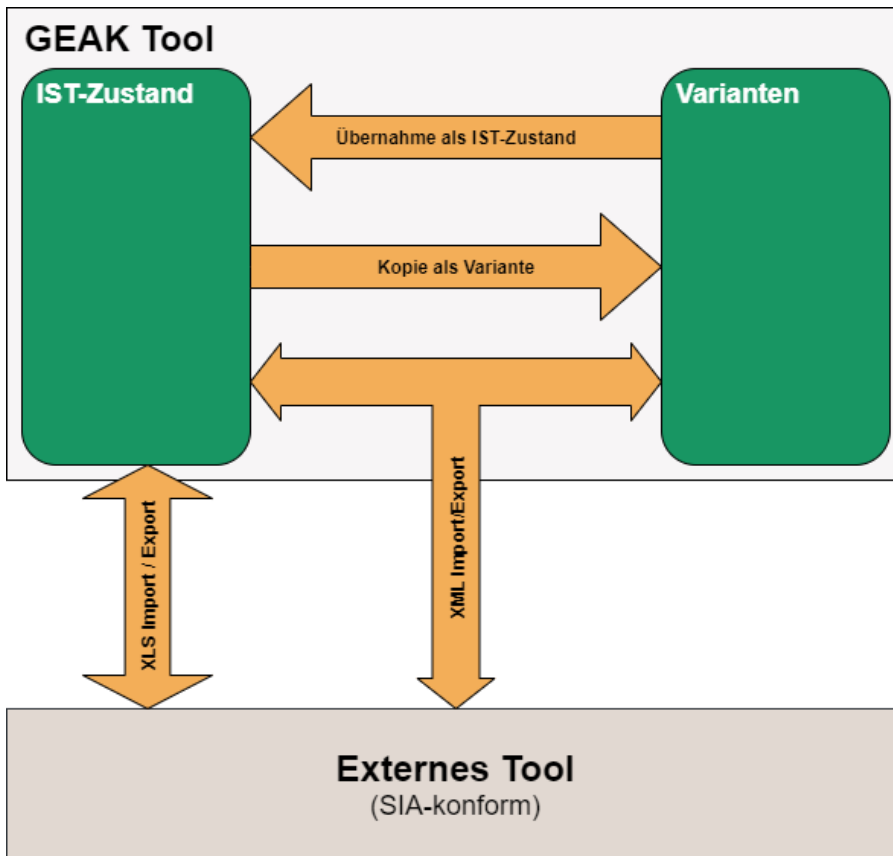 GEAK Tool
IST-Zustand
Varianten
Übernahme als IST-Zustand
Kopie als Variante
XLS Import / Export
XML Import/Export
Externes Tool
(SIA-konform)